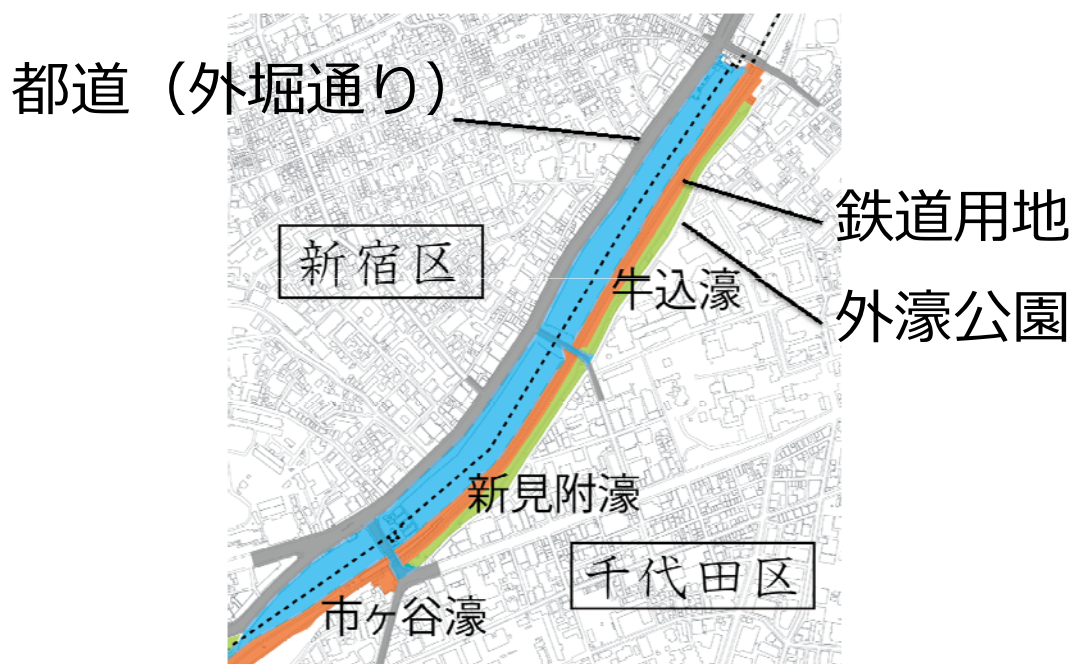 都道（外堀通り）
鉄道用地
新宿区
牛込濠
外濠公園
新見附濠
千代田区
市ヶ谷濠